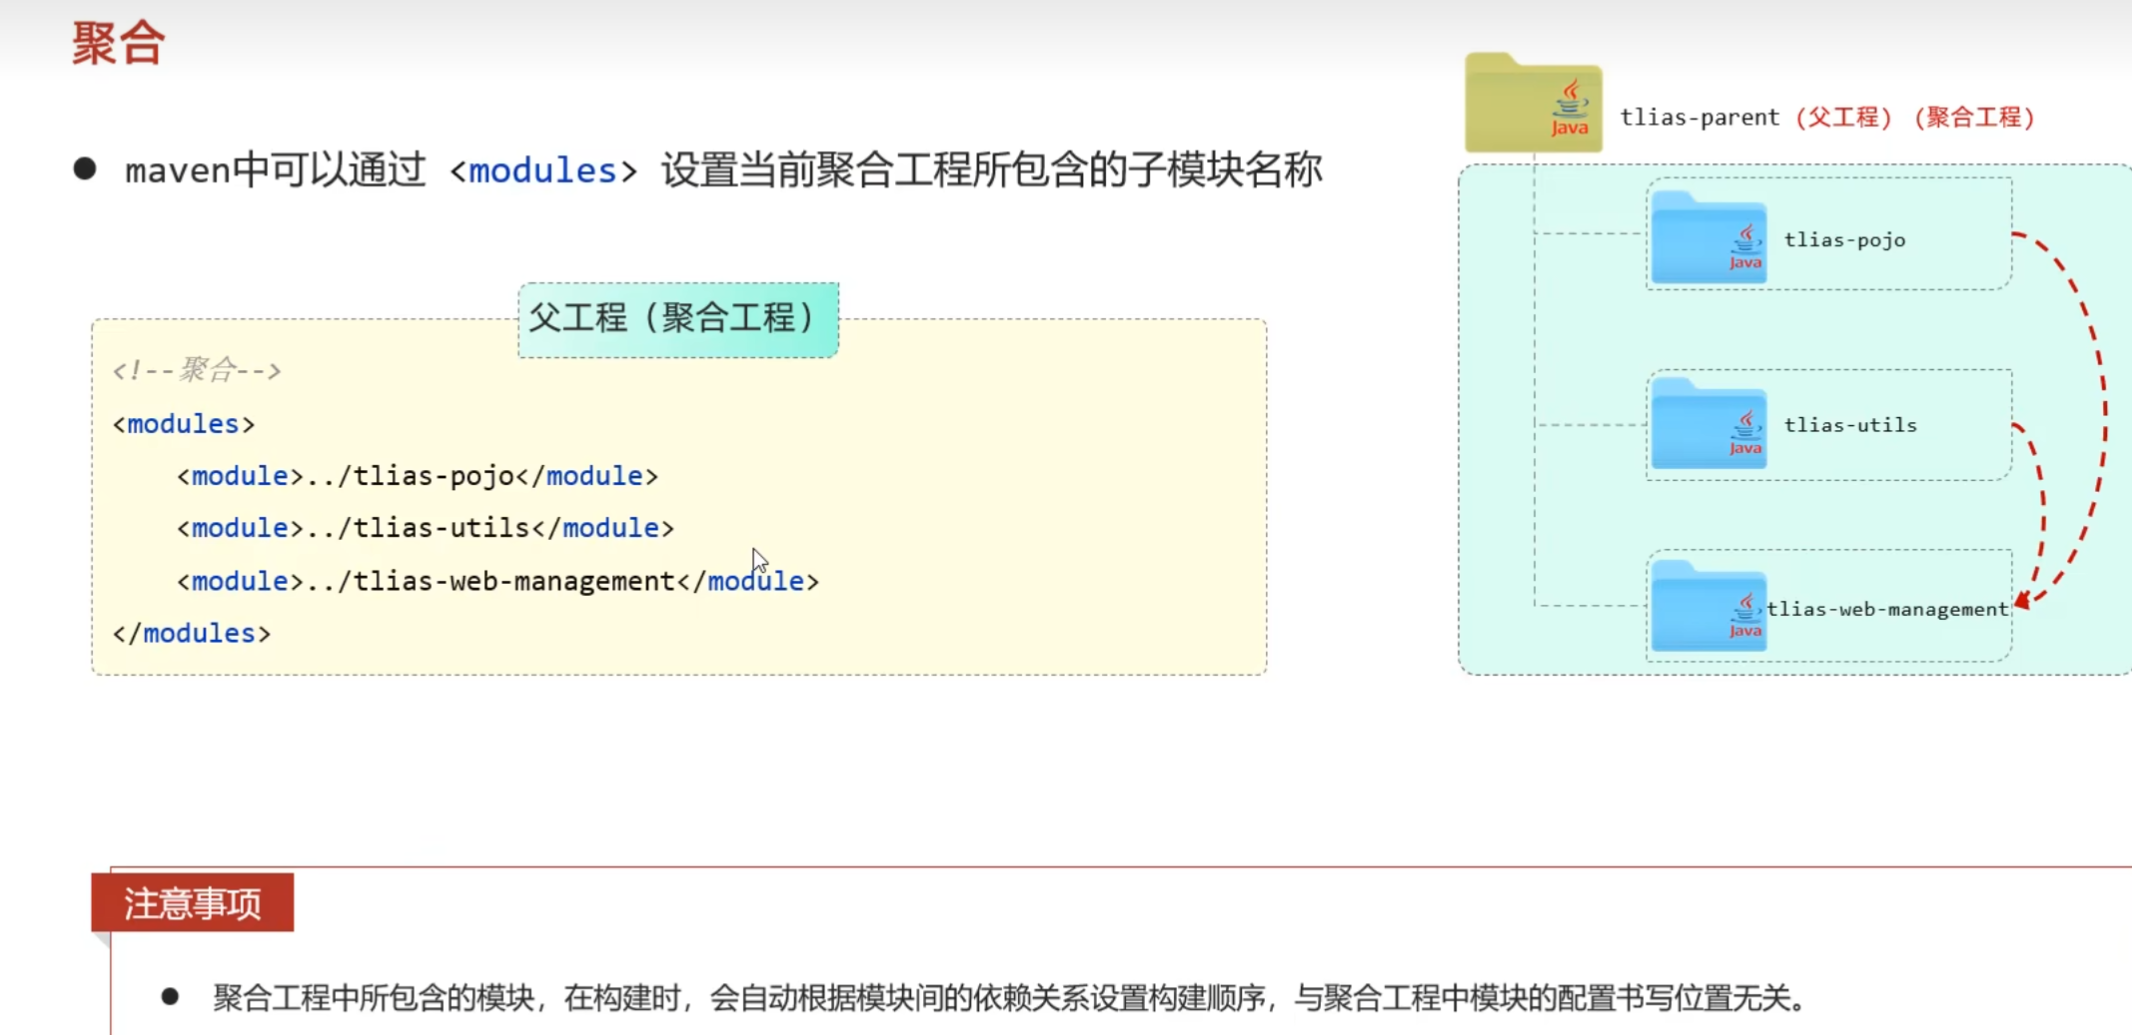 聚合
● maven中可以通过 <modules> 设置当前聚合工程所包含的子模块名称
父工程（聚合工程）
<!--聚合-->
<modules>
    <module>../tlias-pojo</module>
    <module>../tlias-utils</module>
    <module>../tlias-web-management</module>
</modules>
Java
tlias-parent（父工程）（聚合工程）
Java
tlias-pojo
Java
tlias-utils
Java
tlias-web-management
注意事项
● 聚合工程中所包含的模块，在构建时，会自动根据模块间的依赖关系设置构建顺序，与聚合工程中模块的配置书写位置无关。